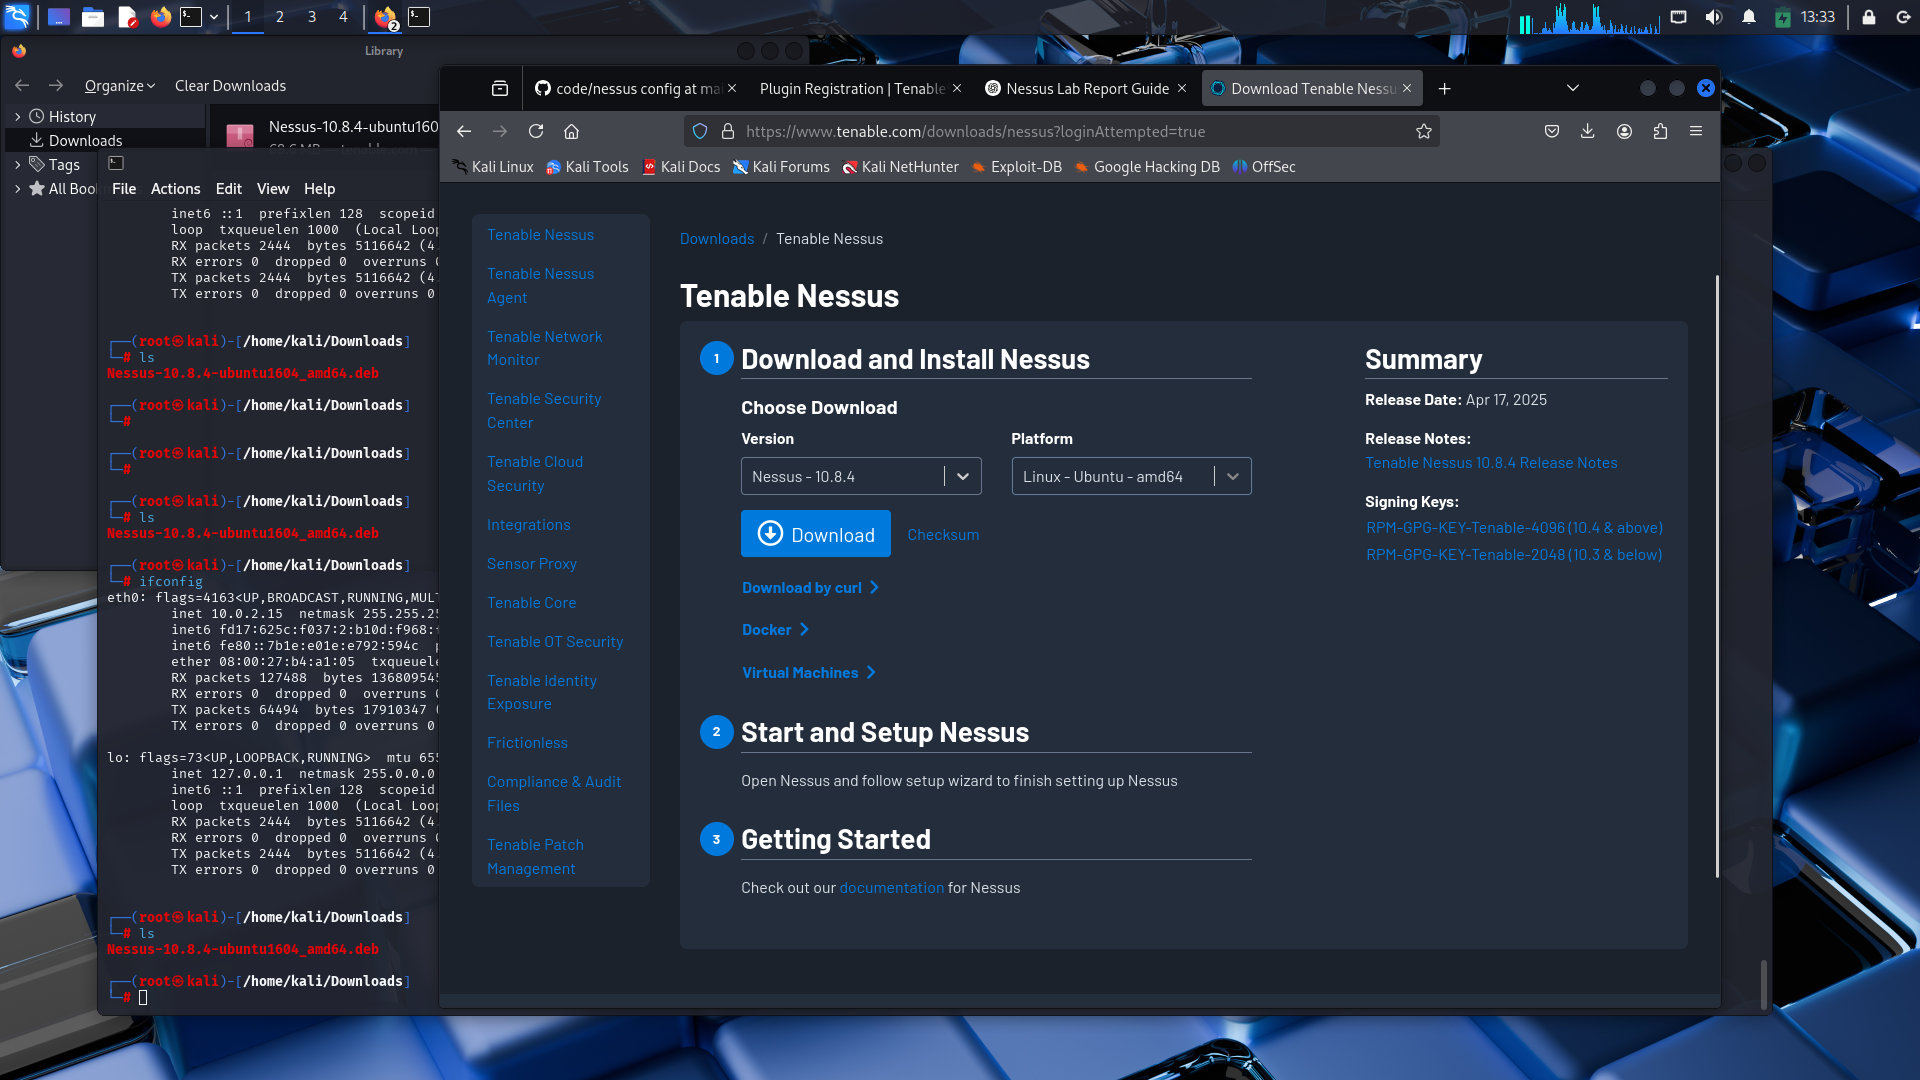 1
2
3
4
2
13:33
Library
Organize
Clear Downloads
History
Downloads
Tags
All Boo
Nessus-10.8.4-ubuntu160
File Actions Edit View Help
inet6 ::1  prefixlen 128  scopeid
loop  txqueuelen 1000  (Local Loop
RX packets 2444  bytes 5116642 (4.
RX errors 0  dropped 0  overruns 0
TX packets 2444  bytes 5116642 (4.
TX errors 0  dropped 0 overruns 0
┌──(root㉿kali)-[/home/kali/Downloads]
└─# ls
Nessus-10.8.4-ubuntu1604_amd64.deb
┌──(root㉿kali)-[/home/kali/Downloads]
└─#
┌──(root㉿kali)-[/home/kali/Downloads]
└─#
┌──(root㉿kali)-[/home/kali/Downloads]
└─# ls
Nessus-10.8.4-ubuntu1604_amd64.deb
┌──(root㉿kali)-[/home/kali/Downloads]
└─# ifconfig
eth0: flags=4163<UP,BROADCAST,RUNNING,MULT
inet 10.0.2.15  netmask 255.255.25
inet6 fd17:625c:f037:2:b10d:f968:
inet6 fe80::7b1e:e01e:e792:594c  p
ether 08:00:27:b4:a1:05  txqueuele
RX packets 127488  bytes 136809545
RX errors 0  dropped 0  overruns 0
TX packets 64494  bytes 17910347 (
TX errors 0  dropped 0 overruns 0
lo: flags=73<UP,LOOPBACK,RUNNING>  mtu 655
inet 127.0.0.1  netmask 255.0.0.0
inet6 ::1  prefixlen 128  scopeid
loop  txqueuelen 1000  (Local Loop
RX packets 2444  bytes 5116642 (4.
RX errors 0  dropped 0  overruns 0
TX packets 2444  bytes 5116642 (4.
TX errors 0  dropped 0 overruns 0
┌──(root㉿kali)-[/home/kali/Downloads]
└─# ls
Nessus-10.8.4-ubuntu1604_amd64.deb
┌──(root㉿kali)-[/home/kali/Downloads]
└─#
code/nessus config at ma
Plugin Registration | Tenable
Nessus Lab Report Guide
Download Tenable Nessu
https://www.tenable.com/downloads/nessus?loginAttempted=true
Kali Linux
Kali Tools
Kali Docs
Kali Forums
Kali NetHunter
Exploit-DB
Google Hacking DB
OffSec
Tenable Nessus
Tenable Nessus
Agent
Tenable Network
Monitor
Tenable Security
Center
Tenable Cloud
Security
Integrations
Sensor Proxy
Tenable Core
Tenable OT Security
Tenable Identity
Exposure
Frictionless
Compliance & Audit
Files
Tenable Patch
Management
Downloads / Tenable Nessus
Tenable Nessus
1
Download and Install Nessus
Choose Download
Version
Platform
Nessus - 10.8.4
Linux - Ubuntu - amd64
Download
Checksum
Download by curl
Docker
Virtual Machines
2
Start and Setup Nessus
Open Nessus and follow setup wizard to finish setting up Nessus
3
Getting Started
Check out our documentation for Nessus
Summary
Release Date: Apr 17, 2025
Release Notes:
Tenable Nessus 10.8.4 Release Notes
Signing Keys:
RPM-GPG-KEY-Tenable-4096 (10.4 & above)
RPM-GPG-KEY-Tenable-2048 (10.3 & below)